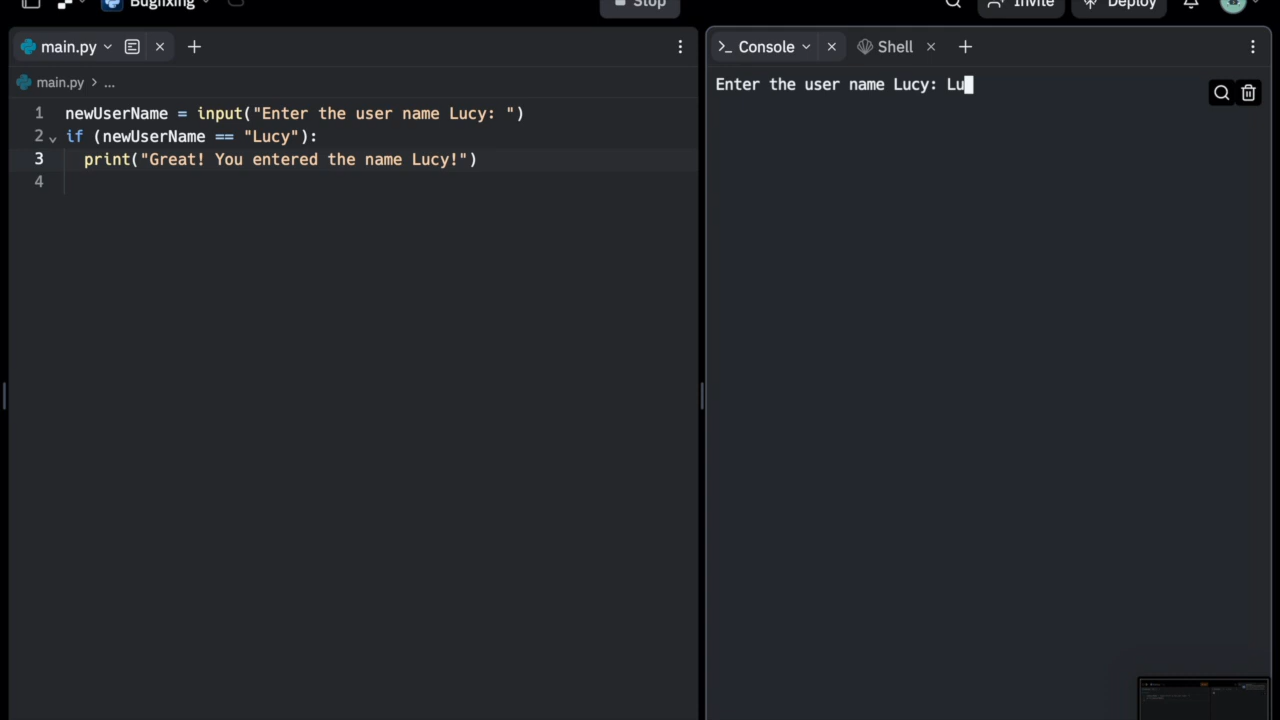 Bugfixing
Stop
Invite
Deploy
main.py
Console
Shell
main.py > ...
1 newUserName = input("Enter the user name Lucy: ")
2 if (newUserName == "Lucy"):
3 print("Great! You entered the name Lucy!")
4
Enter the user name Lucy: Lu